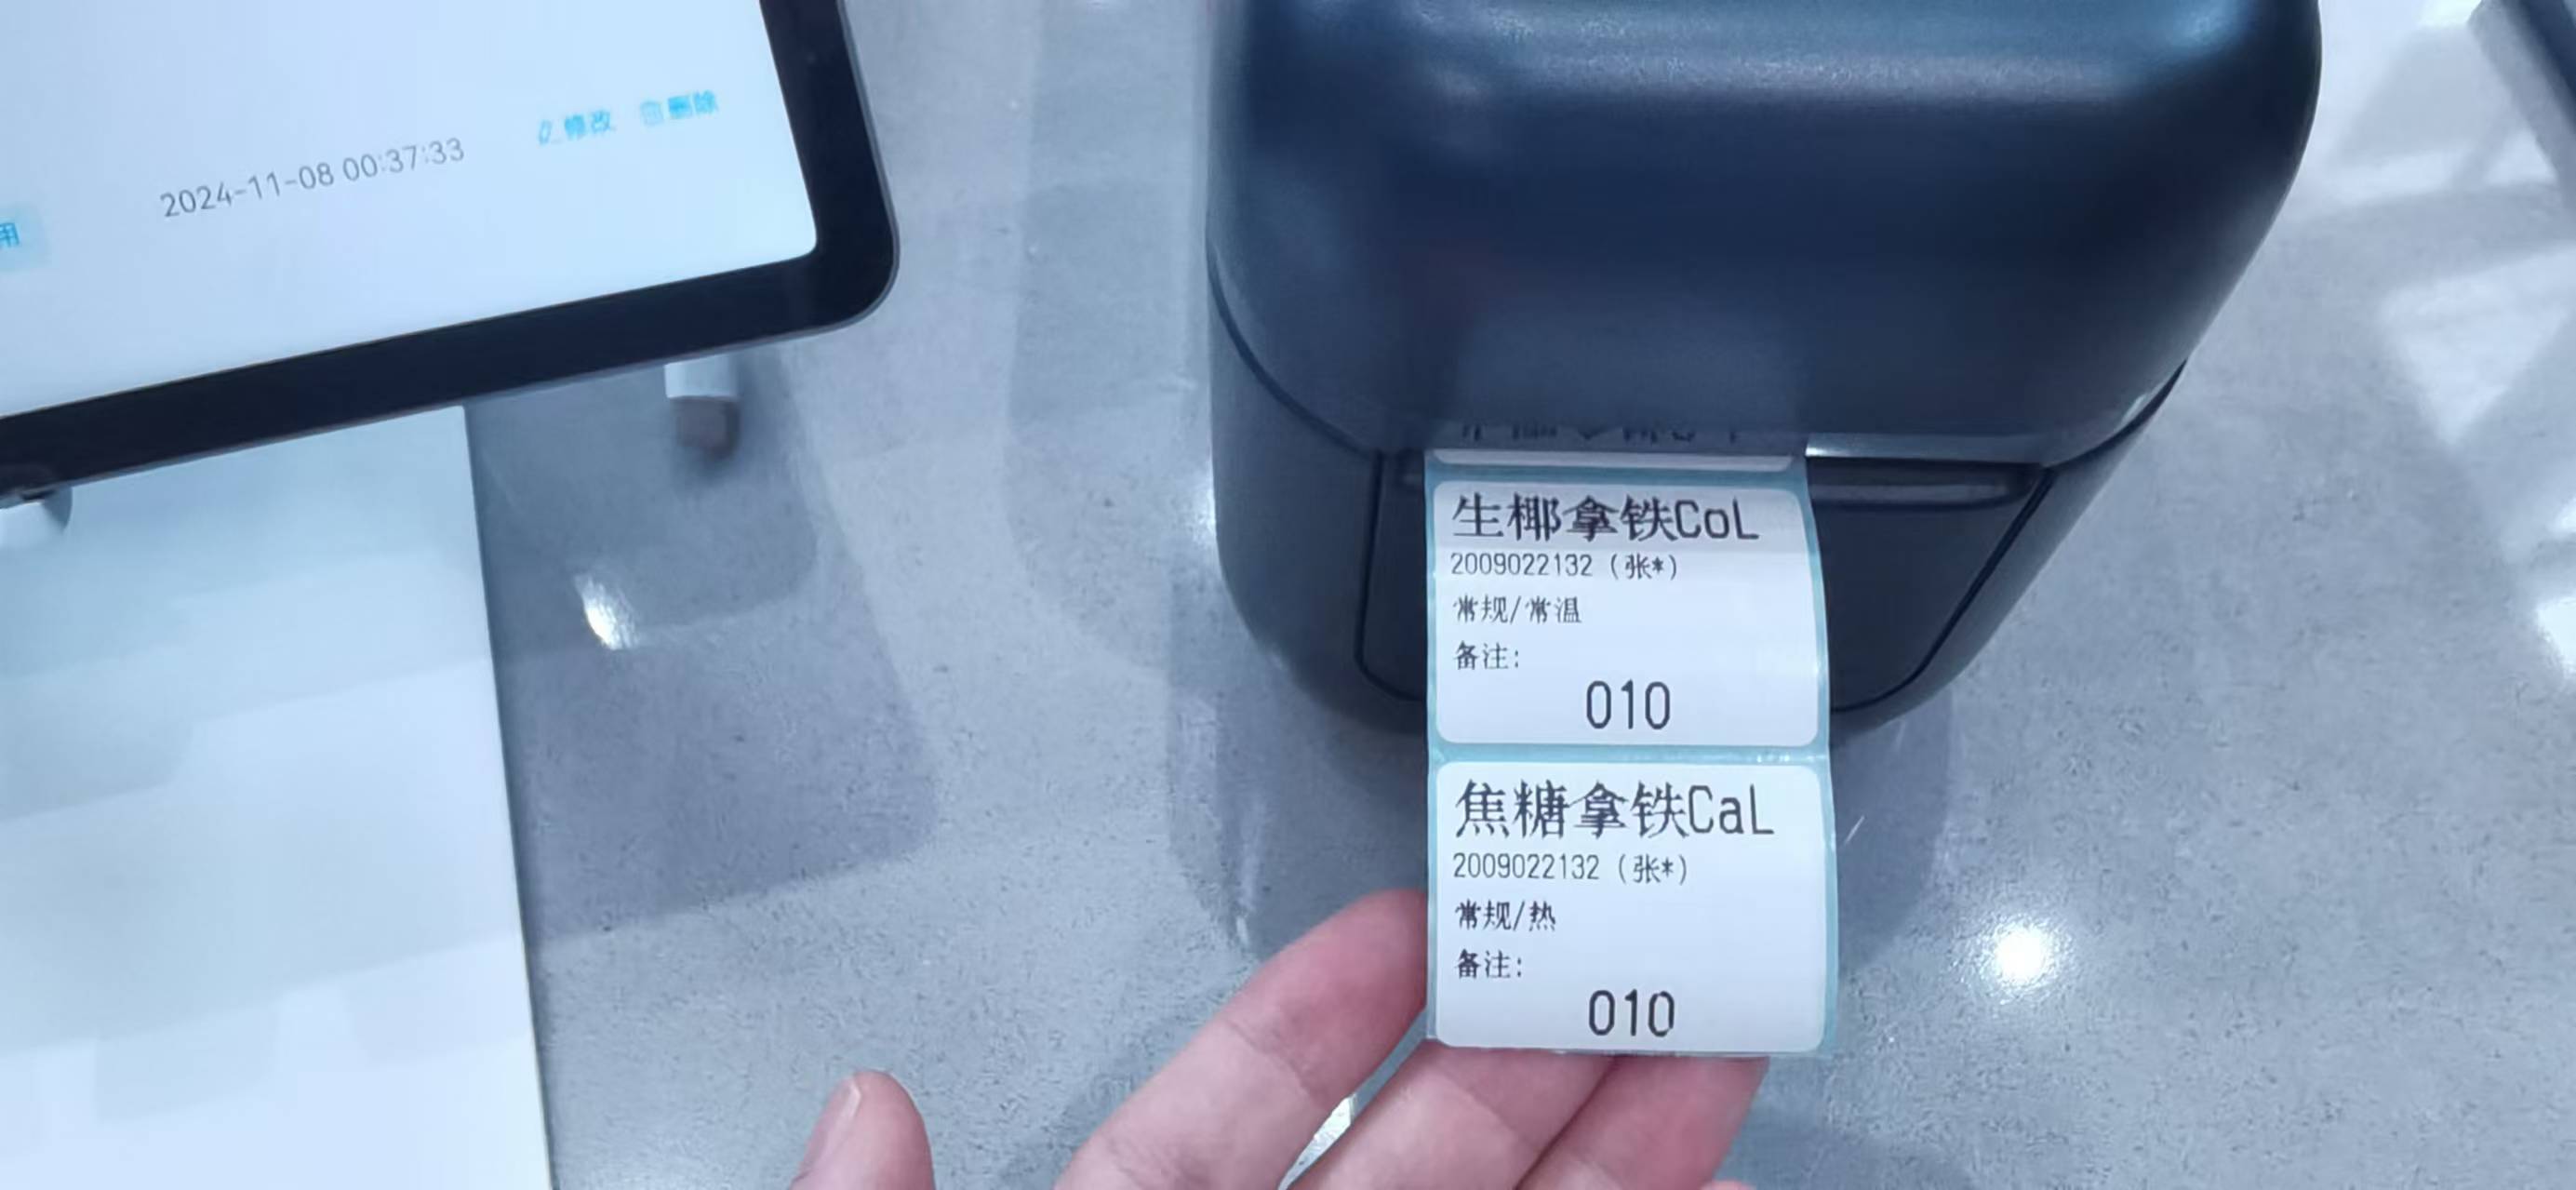 修改 删除
2024-11-08 00:37:33
用
生椰拿铁CoL
2009022132（张*）
常规/常温
备注:
010
焦糖拿铁CaL
2009022132（张*）
常规/热
备注:
010